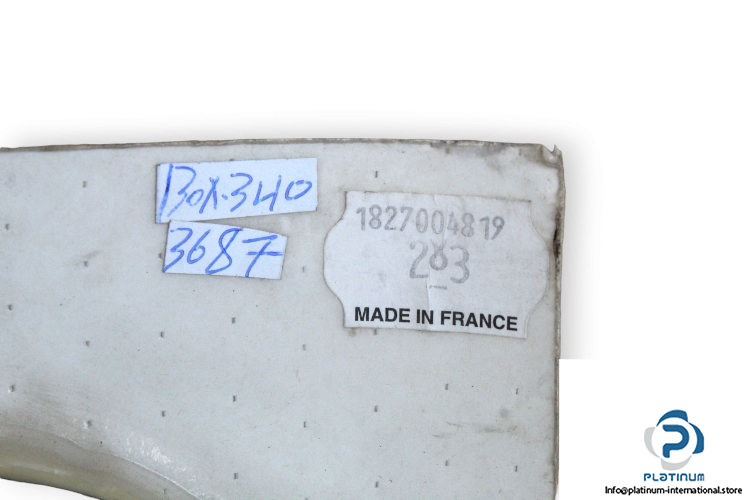 Box.340
3687
1827004819
283
MADE IN FRANCE
PLATINUM
Info@platinum-international.store